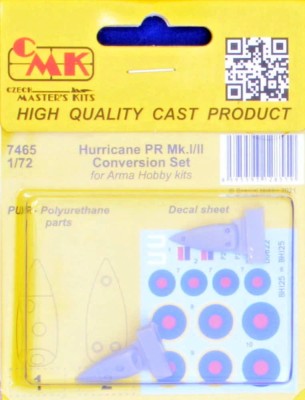 CMK
CZECH
MASTER'S KITS
HIGH QUALITY CAST PRODUCT
7465 Hurricane PR Mk.I/II
1/72 Conversion Set
for Arma Hobby kits
PUR - Polyurethane Decal sheet
parts